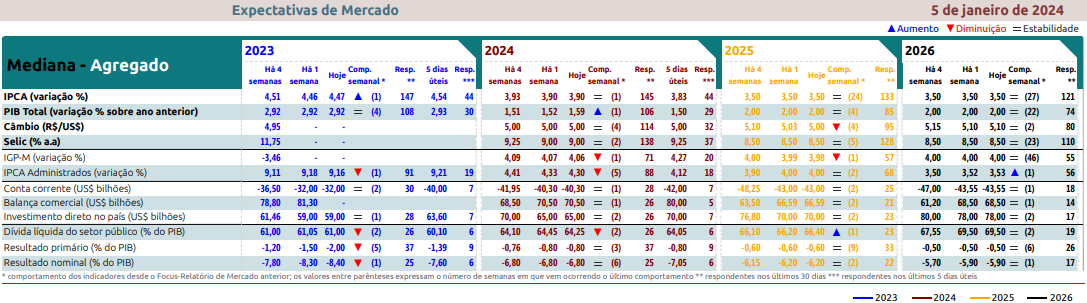 Expectativas de Mercado 5 de janeiro de 2024
▲ Aumento ▼ Diminuição = Estabilidade
Mediana - Agregado 2023 2024 2025 2026
Há 4 semanas Há 1 semana Hoje Comp. semanal * Resp. ** 5 dias úteis Resp. *** Há 4 semanas Há 1 semana Hoje Comp. semanal * Resp. ** 5 dias úteis Resp. *** Há 4 semanas Há 1 semana Hoje Comp. semanal * Resp. ** Há 4 semanas Há 1 semana Hoje Comp. semanal * Resp. **
IPCA (variação %) 4,51 4,46 4,47 ▲ (1) 147 4,54 44 3,93 3,90 3,90 = (1) 145 3,83 44 3,50 3,50 3,50 = (24) 133 3,50 3,50 3,50 = (27) 121
PIB Total (variação % sobre ano anterior) 2,92 2,92 2,92 = (4) 108 2,93 30 1,51 1,52 1,59 ▲ (1) 106 1,50 29 2,00 2,00 2,00 = (4) 85 2,00 2,00 2,00 = (22) 74
Câmbio (R$/US$) 4,95 - - 5,00 5,00 5,00 = (4) 114 5,00 32 5,10 5,03 5,00 ▼ (4) 95 5,15 5,10 5,10 = (2) 80
Selic (% a.a) 11,75 - - 9,25 9,00 9,00 = (2) 138 9,25 37 8,50 8,50 8,50 = (5) 128 8,50 8,50 8,50 = (23) 110
IGP-M (variação %) -3,46 - - 4,09 4,07 4,06 ▼ (1) 71 4,27 20 4,00 3,99 3,98 ▼ (1) 57 4,00 4,00 4,00 = (46) 55
IPCA Administrados (variação %) 9,11 9,18 9,16 ▼ (1) 91 9,21 19 4,41 4,33 4,30 ▼ (5) 88 4,12 18 3,90 4,00 4,00 = (2) 68 3,50 3,52 3,53 ▲ (1) 56
Conta corrente (US$ bilhões) -36,50 -32,00 -32,00 = (2) 30 -40,00 7 -41,95 -40,30 -40,30 = (1) 28 -42,00 7 -48,25 -43,00 -43,00 = (1) 25 -47,00 -43,55 -43,55 = (1) 18
Balança comercial (US$ bilhões) 78,80 81,30 - 68,50 70,50 70,50 = (1) 26 80,00 5 63,50 66,59 66,59 = (2) 21 61,20 68,50 68,50 = (1) 14
Investimento direto no país (US$ bilhões) 61,46 59,00 59,00 = (1) 28 63,60 7 70,00 65,00 65,00 = (2) 26 70,00 7 76,80 70,00 70,00 = (2) 23 80,00 78,00 78,00 = (2) 17
Dívida líquida do setor público (% do PIB) 61,00 61,05 61,00 ▼ (2) 26 60,10 6 64,10 64,45 64,25 ▼ (2) 26 64,05 6 66,10 66,20 66,40 ▲ (1) 23 67,55 69,50 69,50 = (2) 19
Resultado primário (% do PIB) -1,20 -1,50 -2,00 ▼ (5) 37 -1,39 9 -0,76 -0,80 -0,80 = (3) 37 -0,80 9 -0,60 -0,60 -0,60 = (9) 33 -0,50 -0,50 -0,50 = (6) 26
Resultado nominal (% do PIB) -7,80 -8,30 -8,40 ▼ (1) 25 -7,60 6 -6,80 -6,80 -6,80 = (6) 25 -7,05 6 -6,15 -6,20 -6,20 = (2) 22 -5,70 -5,90 -5,90 = (1) 17
* comportamento dos indicadores desde o Focus-Relatório de Mercado anterior; os valores entre parênteses expressam o número de semanas em que vem ocorrendo o último comportamento ** respondentes nos últimos 30 dias *** respondentes nos últimos 5 dias úteis
2023 2024 2025 2026